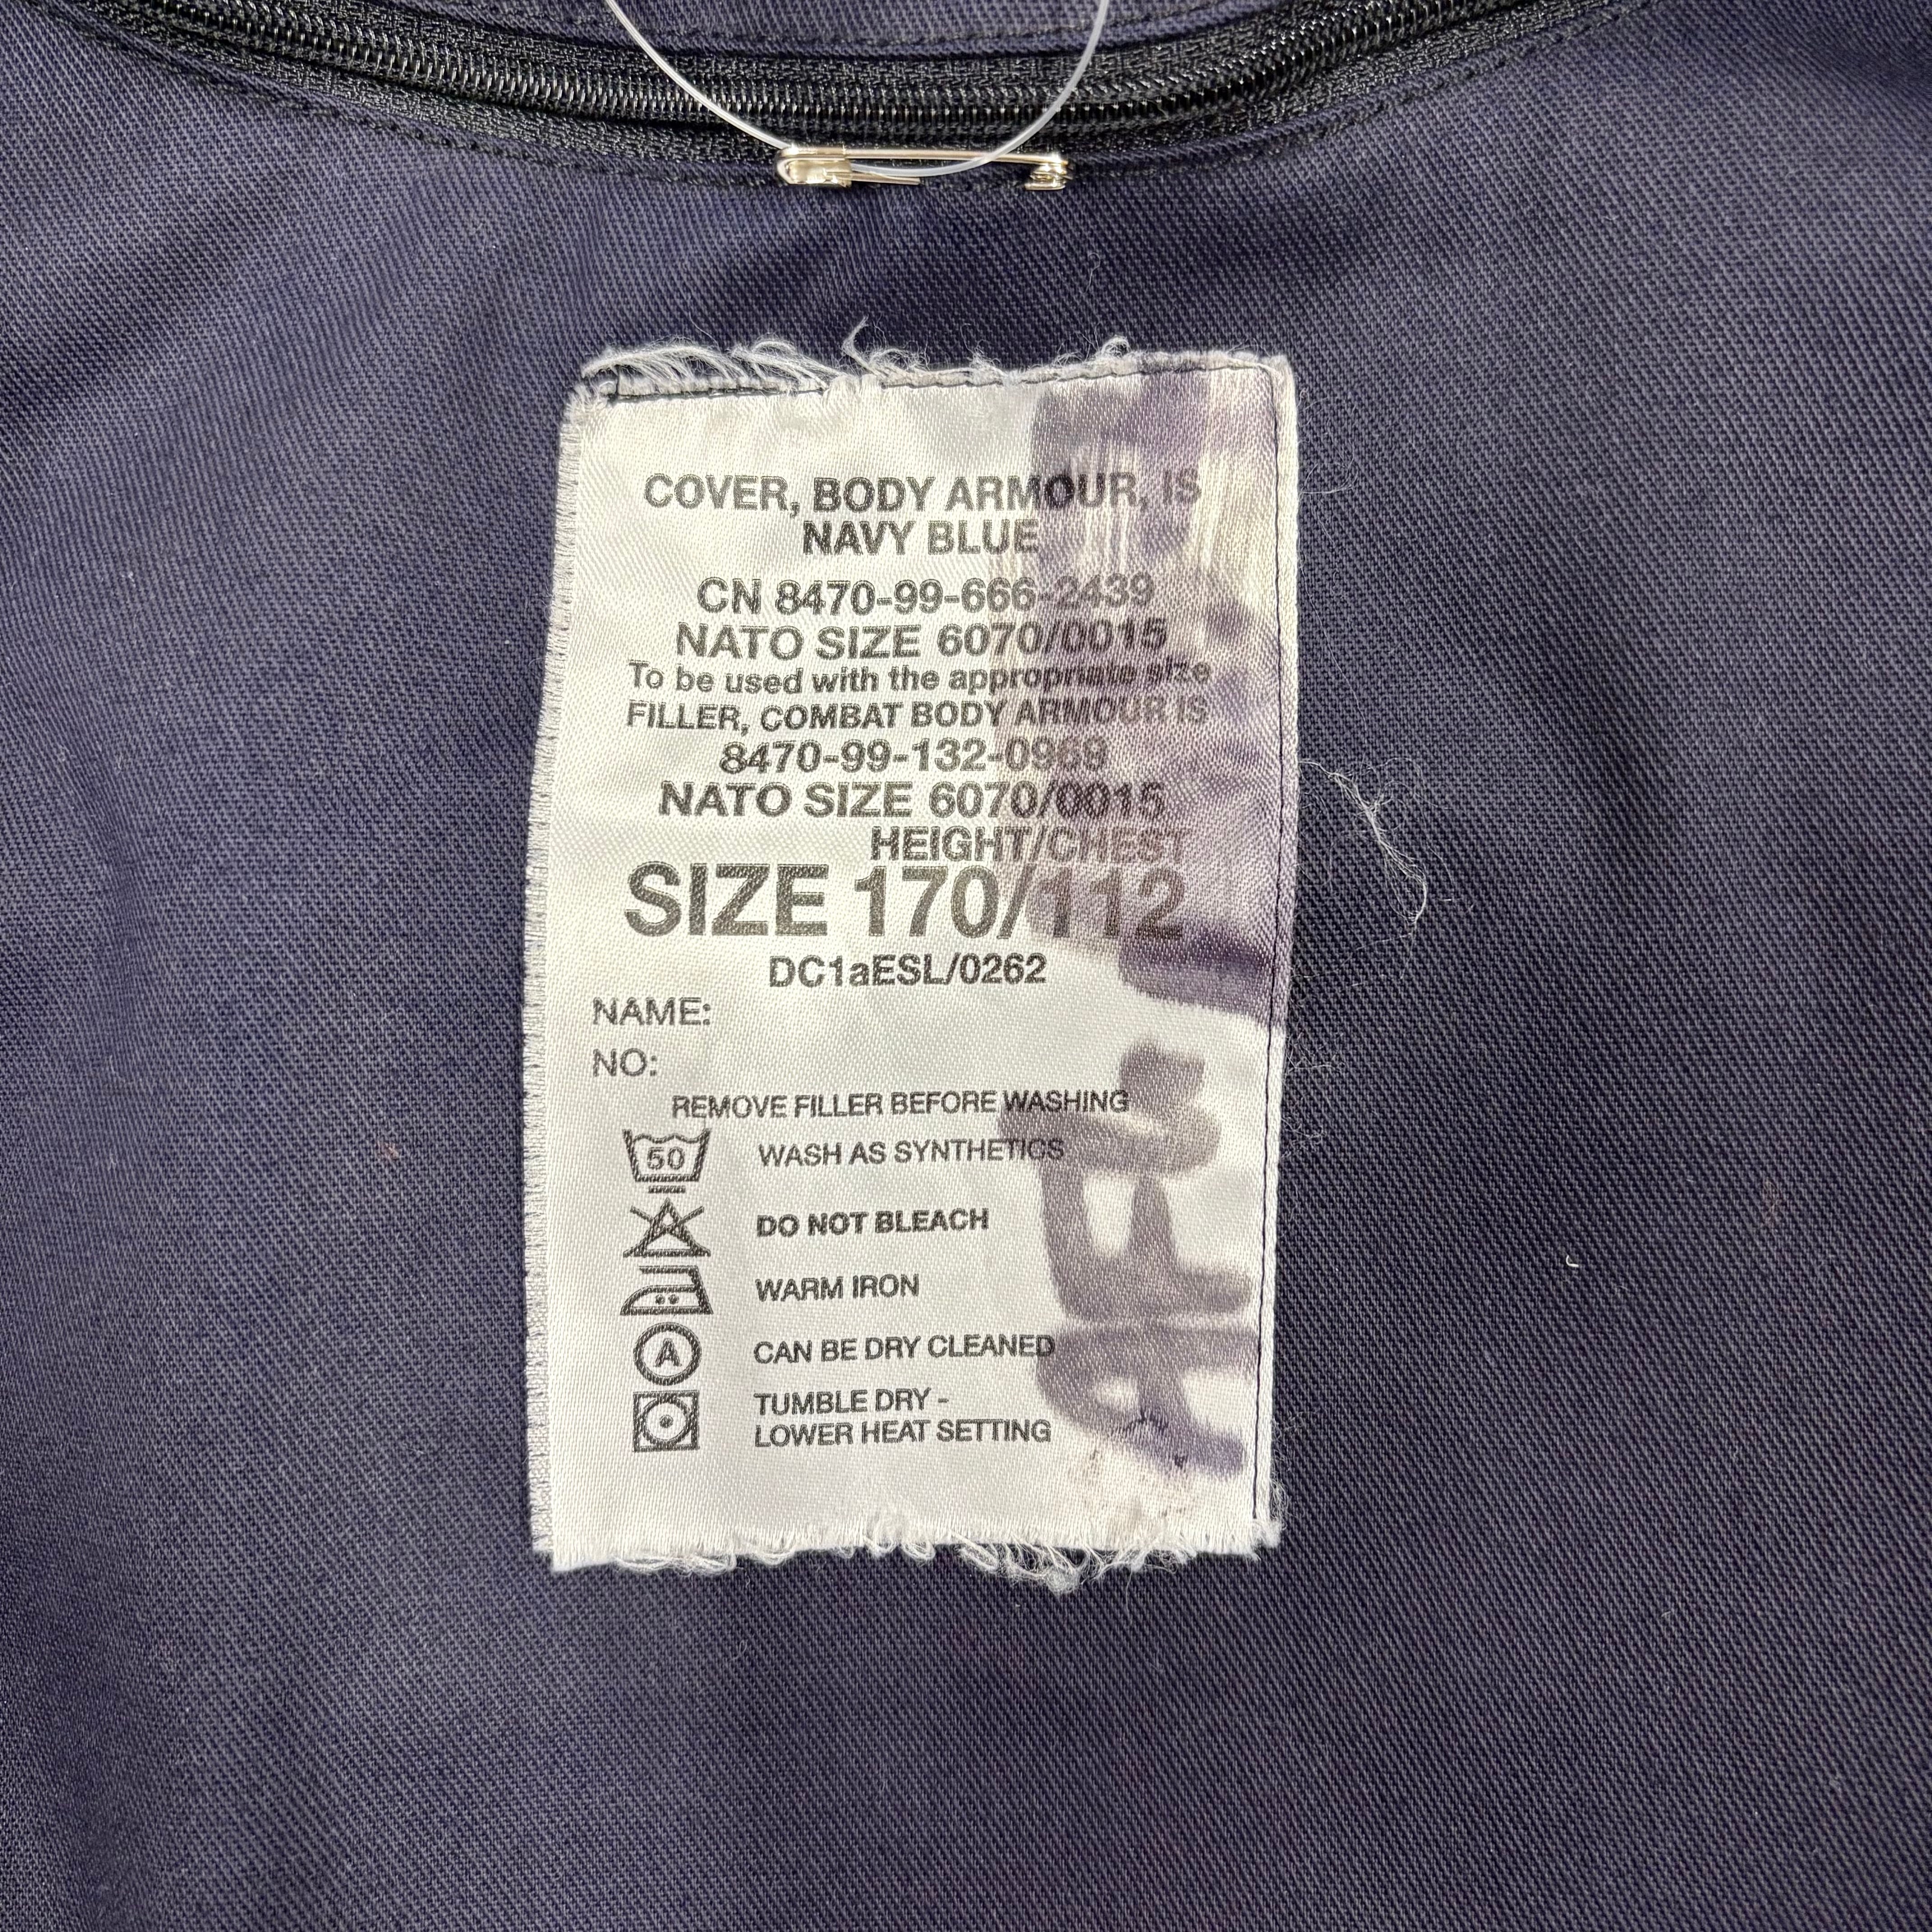 COVER, BODY ARMOUR, IS
NAVY BLUE
CN 8470-99-666-2439
NATO SIZE 6070/0015
To be used with the appropriate size
FILLER, COMBAT BODY ARMOUR IS
8470-99-132-0969
NATO SIZE 6070/0015
HEIGHT/CHEST
SIZE 170/112
DC1aESL/0262
NAME:
NO:
REMOVE FILLER BEFORE WASHING
50 WASH AS SYNTHETICS
DO NOT BLEACH
WARM IRON
A CAN BE DRY CLEANED
TUMBLE DRY -
LOWER HEAT SETTING